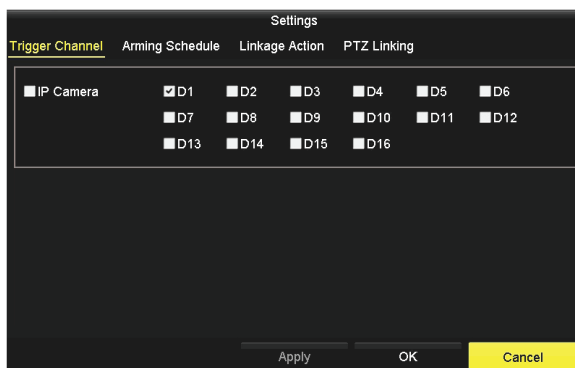 Settings
Trigger Channel Arming Schedule Linkage Action PTZ Linking
IP Camera D1 D2 D3 D4 D5 D6
D7 D8 D9 D10 D11 D12
D13 D14 D15 D16
Apply OK Cancel